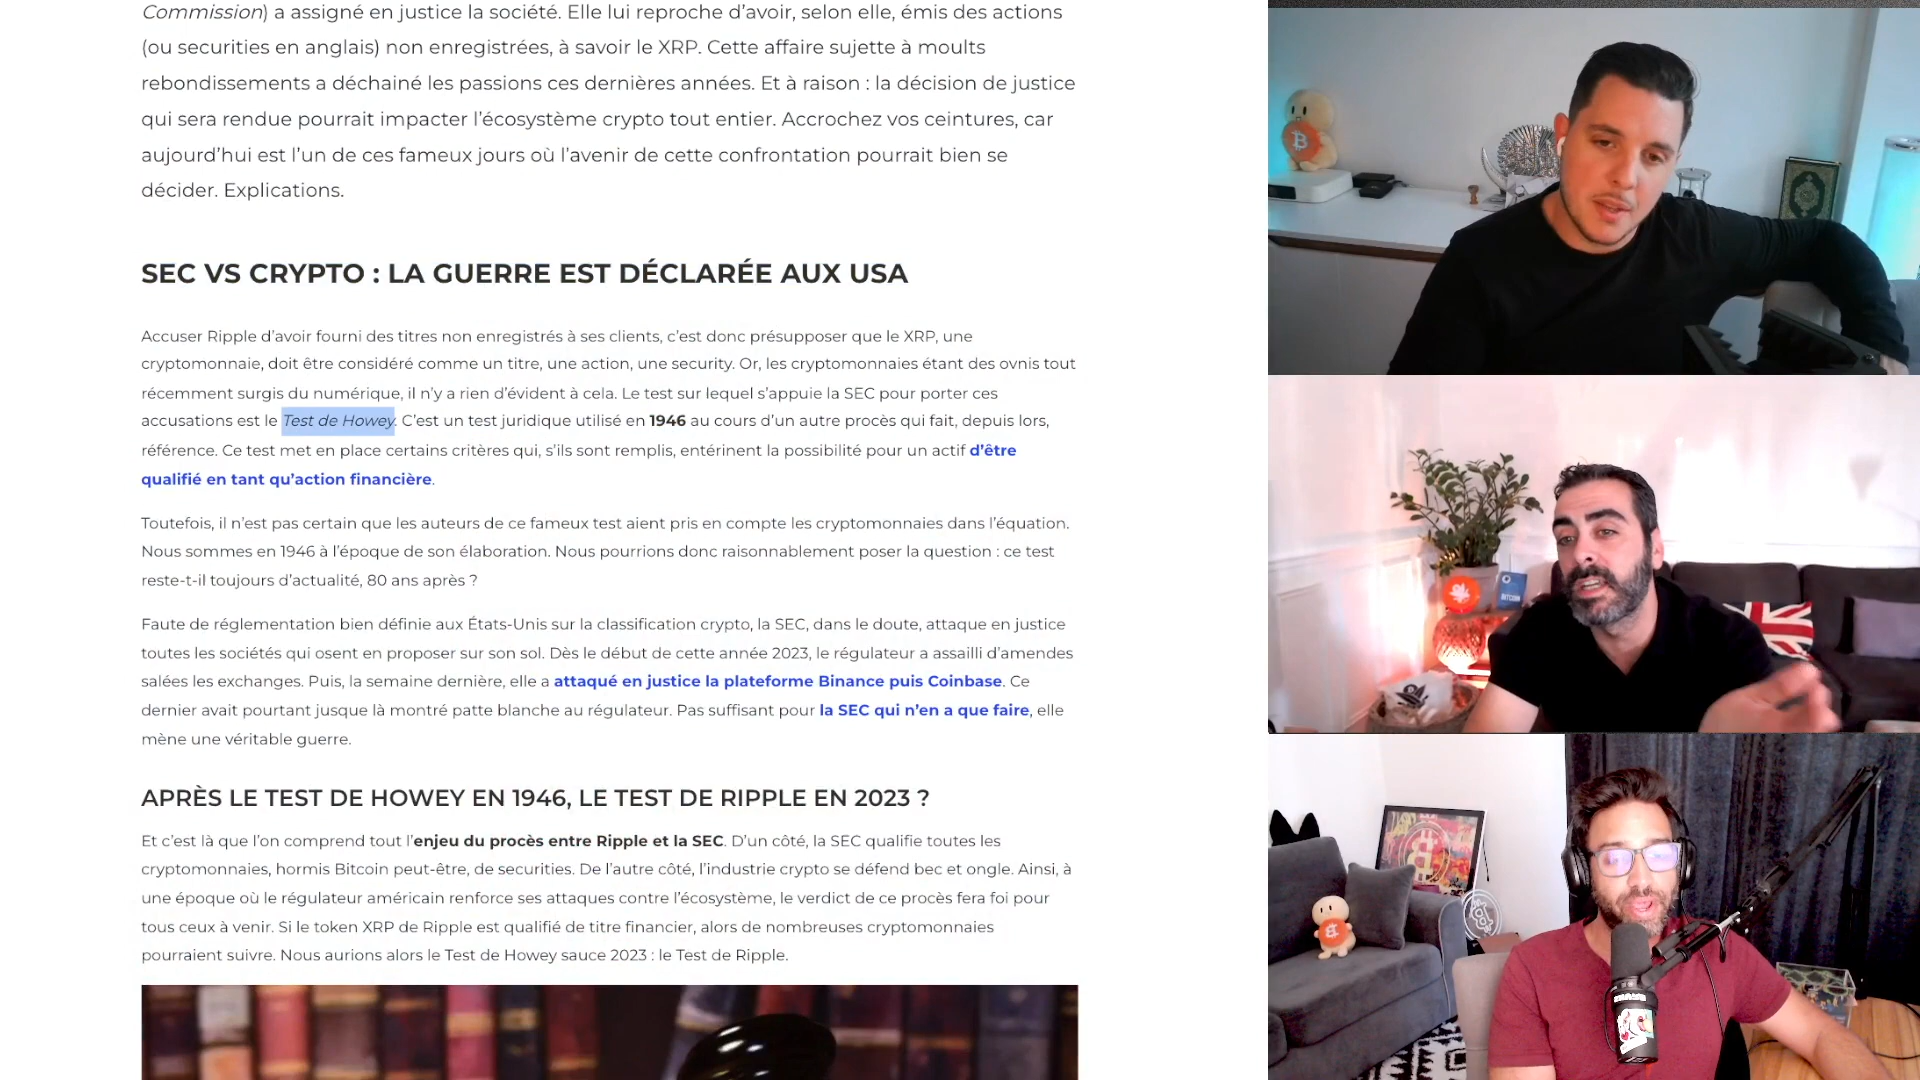 Commission) a assigné en justice la société. Elle lui reproche d’avoir, selon elle, émis des actions
(ou securities en anglais) non enregistrées, à savoir le XRP. Cette affaire sujette à moults
rebondissements a déchainé les passions ces dernières années. Et à raison : la décision de justice
qui sera rendue pourrait impacter l’écosystème crypto tout entier. Accrochez vos ceintures, car
aujourd’hui est l’un de ces fameux jours où l’avenir de cette confrontation pourrait bien se
décider. Explications.
SEC VS CRYPTO : LA GUERRE EST DÉCLARÉE AUX USA
Accuser Ripple d’avoir fourni des titres non enregistrés à ses clients, c’est donc présupposer que le XRP, une
cryptomonnaie, doit être considéré comme un titre, une action, une security. Or, les cryptomonnaies étant des ovnis tout
récemment surgis du numérique, il n’y a rien d’évident à cela. Le test sur lequel s’appuie la SEC pour porter ces
accusations est le Test de Howey. C’est un test juridique utilisé en 1946 au cours d’un autre procès qui fait, depuis lors,
référence. Ce test met en place certains critères qui, s’ils sont remplis, entérinent la possibilité pour un actif d’être
qualifié en tant qu’action financière.
Toutefois, il n’est pas certain que les auteurs de ce fameux test aient pris en compte les cryptomonnaies dans l’équation.
Nous sommes en 1946 à l’époque de son élaboration. Nous pourrions donc raisonnablement poser la question : ce test
reste-t-il toujours d’actualité, 80 ans après ?
Faute de réglementation bien définie aux États-Unis sur la classification crypto, la SEC, dans le doute, attaque en justice
toutes les sociétés qui osent en proposer sur son sol. Dès le début de cette année 2023, le régulateur a assailli d’amendes
salées les exchanges. Puis, la semaine dernière, elle a attaqué en justice la plateforme Binance puis Coinbase. Ce
dernier avait pourtant jusque là montré patte blanche au régulateur. Pas suffisant pour la SEC qui n’en a que faire, elle
mène une véritable guerre.
APRÈS LE TEST DE HOWEY EN 1946, LE TEST DE RIPPLE EN 2023 ?
Et c’est là que l’on comprend tout l’enjeu du procès entre Ripple et la SEC. D’un côté, la SEC qualifie toutes les
cryptomonnaies, hormis Bitcoin peut-être, de securities. De l’autre côté, l’industrie crypto se défend bec et ongle. Ainsi, à
une époque où le régulateur américain renforce ses attaques contre l’écosystème, le verdict de ce procès fera foi pour
tous ceux à venir. Si le token XRP de Ripple est qualifié de titre financier, alors de nombreuses cryptomonnaies
pourraient suivre. Nous aurions alors le Test de Howey sauce 2023 : le Test de Ripple.
BITCOIN